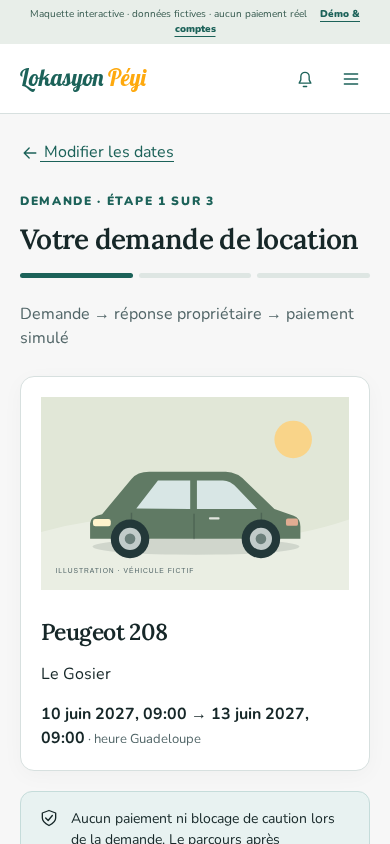 Maquette interactive · données fictives · aucun paiement réel Démo &
comptes
Lokasyon Péyi
← Modifier les dates
DEMANDE · ÉTAPE 1 SUR 3
Votre demande de location
Demande → réponse propriétaire → paiement
simulé
ILLUSTRATION · VÉHICULE FICTIF
Peugeot 208
Le Gosier
10 juin 2027, 09:00 → 13 juin 2027,
09:00 · heure Guadeloupe
Aucun paiement ni blocage de caution lors
de la demande. Le parcours après